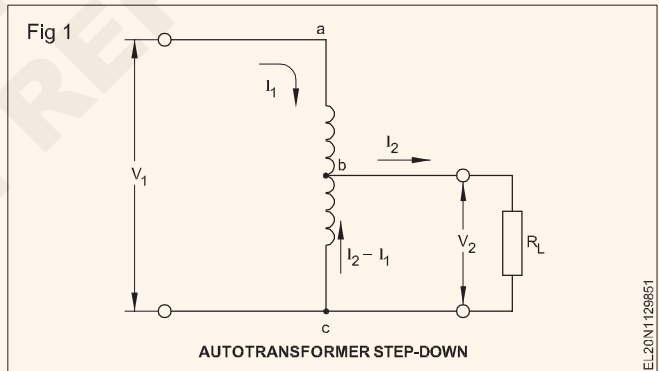 Fig 1
a
I1
b
I2
V1
I2 – I1
V2
RL
c
AUTOTRANSFORMER STEP-DOWN
EL20N1129851